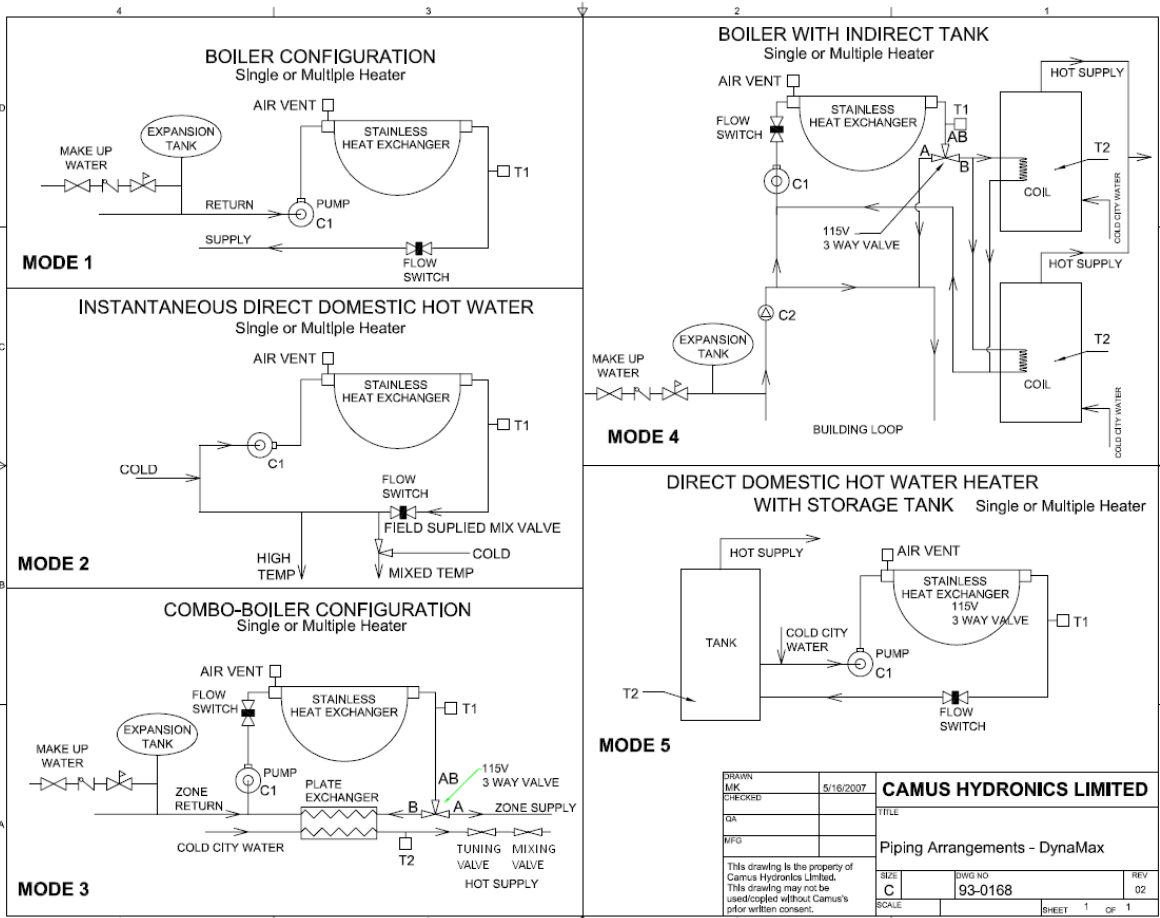 4
3
2
1
D
C
B
A
BOILER CONFIGURATION
Single or Multiple Heater
AIR VENT
EXPANSION
TANK
STAINLESS
HEAT EXCHANGER
MAKE UP
WATER
T1
RETURN
PUMP
C1
SUPPLY
FLOW
SWITCH
MODE 1
INSTANTANEOUS DIRECT DOMESTIC HOT WATER
Single or Multiple Heater
AIR VENT
STAINLESS
HEAT EXCHANGER
T1
C1
COLD
FLOW
SWITCH
FIELD SUPLIED MIX VALVE
HIGH
TEMP
COLD
MIXED TEMP
MODE 2
COMBO-BOILER CONFIGURATION
Single or Multiple Heater
AIR VENT
FLOW
SWITCH
STAINLESS
HEAT EXCHANGER
T1
EXPANSION
TANK
MAKE UP
WATER
PUMP
C1
PLATE
EXCHANGER
AB
115V
3 WAY VALVE
ZONE
RETURN
B
A
ZONE SUPPLY
COLD CITY WATER
T2
TUNING
VALVE
MIXING
VALVE
HOT SUPPLY
MODE 3
BOILER WITH INDIRECT TANK
Single or Multiple Heater
HOT SUPPLY
AIR VENT
STAINLESS
HEAT EXCHANGER
FLOW
SWITCH
T1
AB
A
B
T2
C1
COIL
COLD CITY WATER
115V
3 WAY VALVE
HOT SUPPLY
C2
EXPANSION
TANK
T2
MAKE UP
WATER
COIL
COLD CITY WATER
BUILDING LOOP
MODE 4
DIRECT DOMESTIC HOT WATER HEATER
WITH STORAGE TANK Single or Multiple Heater
HOT SUPPLY
AIR VENT
STAINLESS
HEAT EXCHANGER
115V
3 WAY VALVE
T1
TANK
COLD CITY
WATER
PUMP
C1
T2
FLOW
SWITCH
MODE 5
DRAWN
MK
5/16/2007
CHECKED
QA
MFG
CAMUS HYDRONICS LIMITED
TITLE
Piping Arrangements - DynaMax
This drawing is the property of
Camus Hydronics Limited.
This drawing may not be
used/copied without Camus's
prior written consent.
SIZE
C
DWG NO
93-0168
REV
02
SCALE
SHEET 1 OF 1